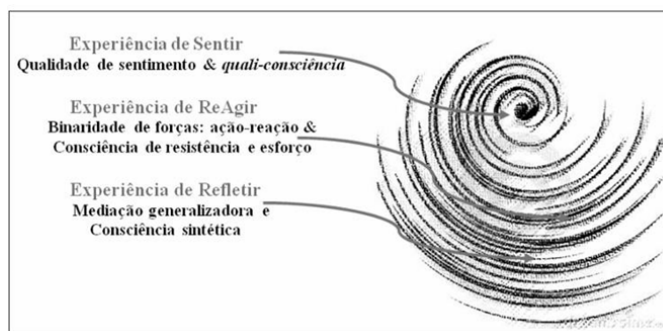 Experiência de Sentir
Qualidade de sentimento & quali-consciência
Experiência de ReAgir
Binaridade de forças: ação-reação &
Consciência de resistência e esforço
Experiência de Refletir
Mediação generalizadora e
Consciência sintética